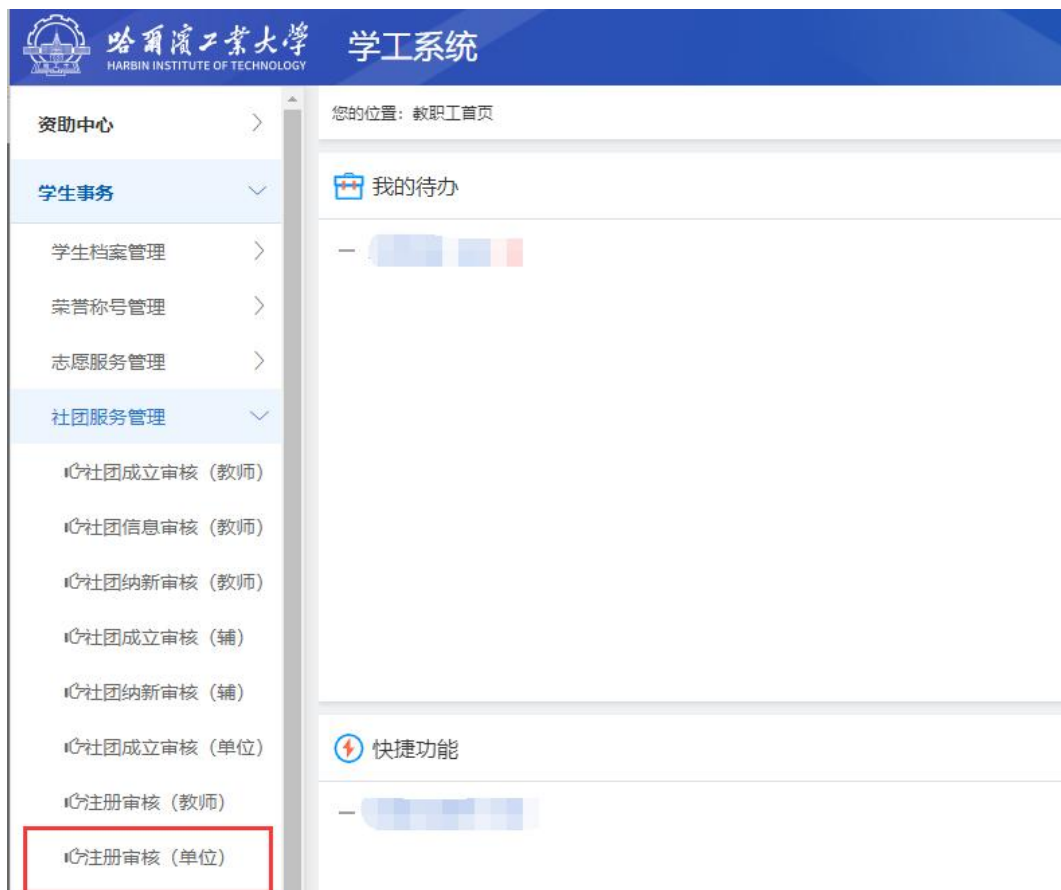 哈尔滨工业大学
HARBIN INSTITUTE OF TECHNOLOGY
学工系统
资助中心
学生事务
学生档案管理
荣誉称号管理
志愿服务管理
社团服务管理
社团成立审核（教师）
社团信息审核（教师）
社团纳新审核（教师）
社团成立审核（辅）
社团纳新审核（辅）
社团成立审核（单位）
注册审核（教师）
注册审核（单位）
您的位置：教职工首页
我的待办
快捷功能